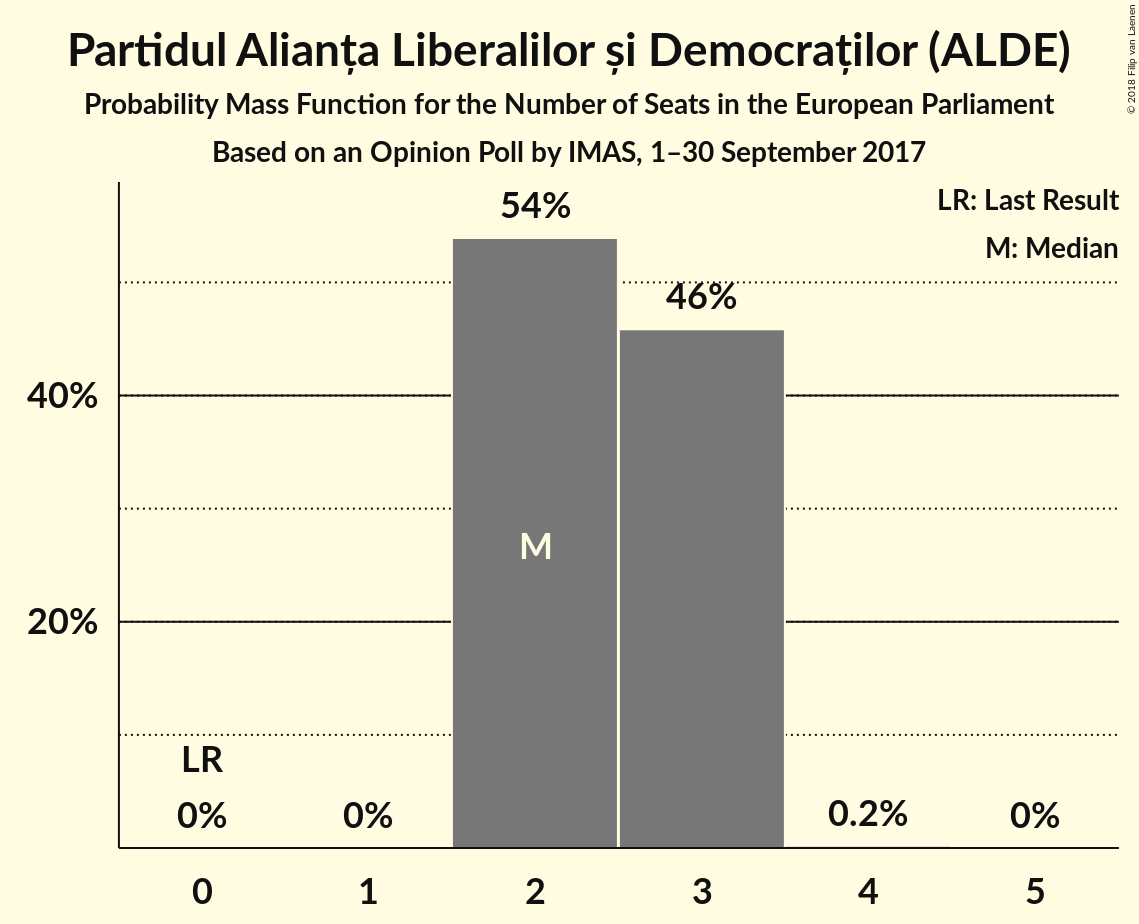 Partidul Alianța Liberalilor și Democraților (ALDE)
Probability Mass Function for the Number of Seats in the European Parliament
Based on an Opinion Poll by IMAS, 1–30 September 2017
© 2018 Filip van Laenen
LR: Last Result
M: Median
54%
46%
40%
M
20%
LR
0%
0%
0.2%
0%
0
1
2
3
4
5